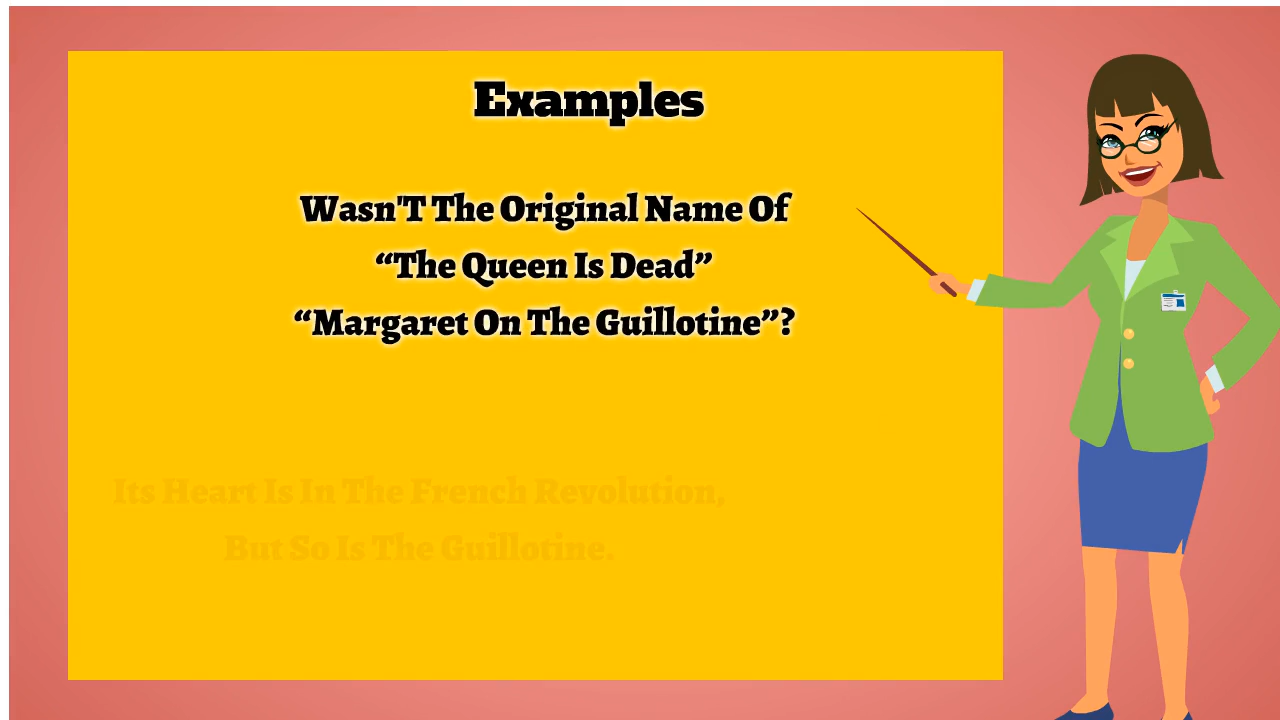 Examples
Wasn'T The Original Name Of
“The Queen Is Dead”
“Margaret On The Guillotine”?
Its Heart Is In The French Revolution,
But So Is The Guillotine.